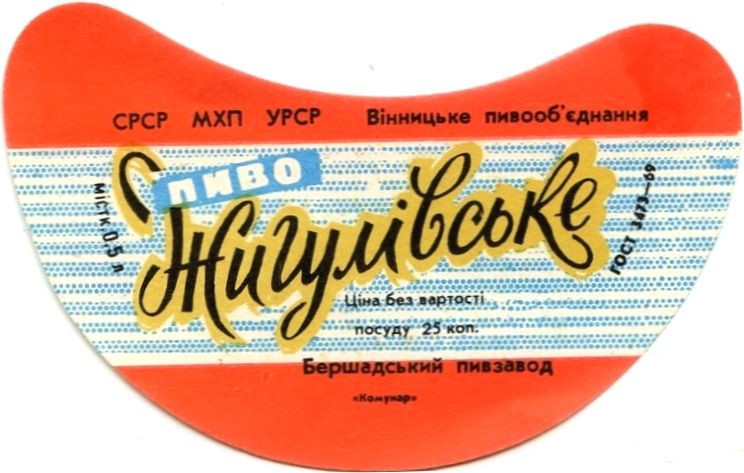 СРСР МХП УРСР Вінницьке пивооб'єднання
ПИВО
Жигулівське
місік. 0,5 л
ГОСТ 3473—69
Ціна без вартості
посуду 25 коп.
Бершадський пивзавод
«Комунар»